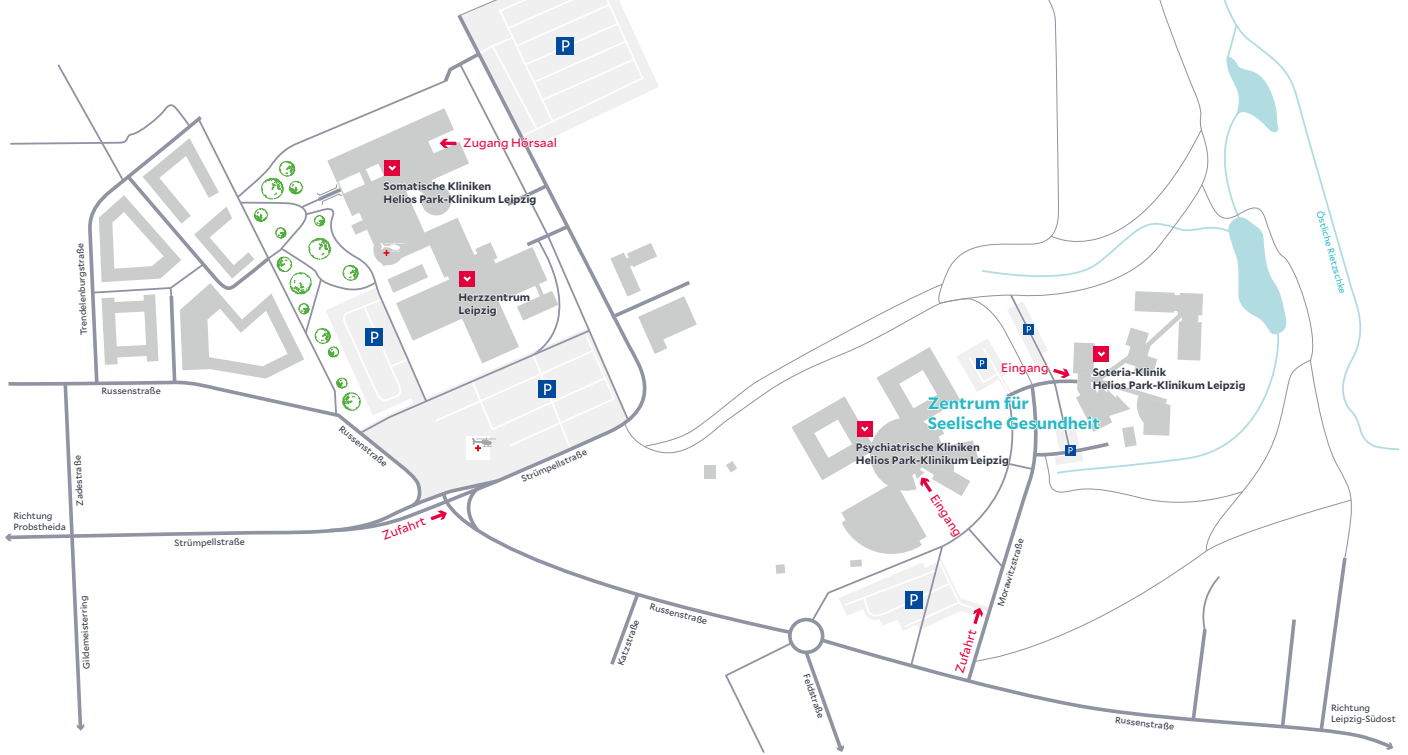 P
Zugang Hörsaal
Somatische Kliniken
Helios Park-Klinikum Leipzig
Östliche Rietzschke
Trendelenburgstraße
Herzzentrum
Leipzig
P
P
P
P
Eingang
Soteria-Klinik
Helios Park-Klinikum Leipzig
Russenstraße
Zentrum für
Seelische Gesundheit
Psychiatrische Kliniken
Helios Park-Klinikum Leipzig
P
Russenstraße
Zadestraße
Strümpellstraße
Eingang
Richtung
Probstheida
Zufahrt
Strümpellstraße
Morawitzstraße
P
Gildemeisterring
Russenstraße
Katzstraße
Zufahrt
Feldstraße
Russenstraße
Richtung
Leipzig-Südost